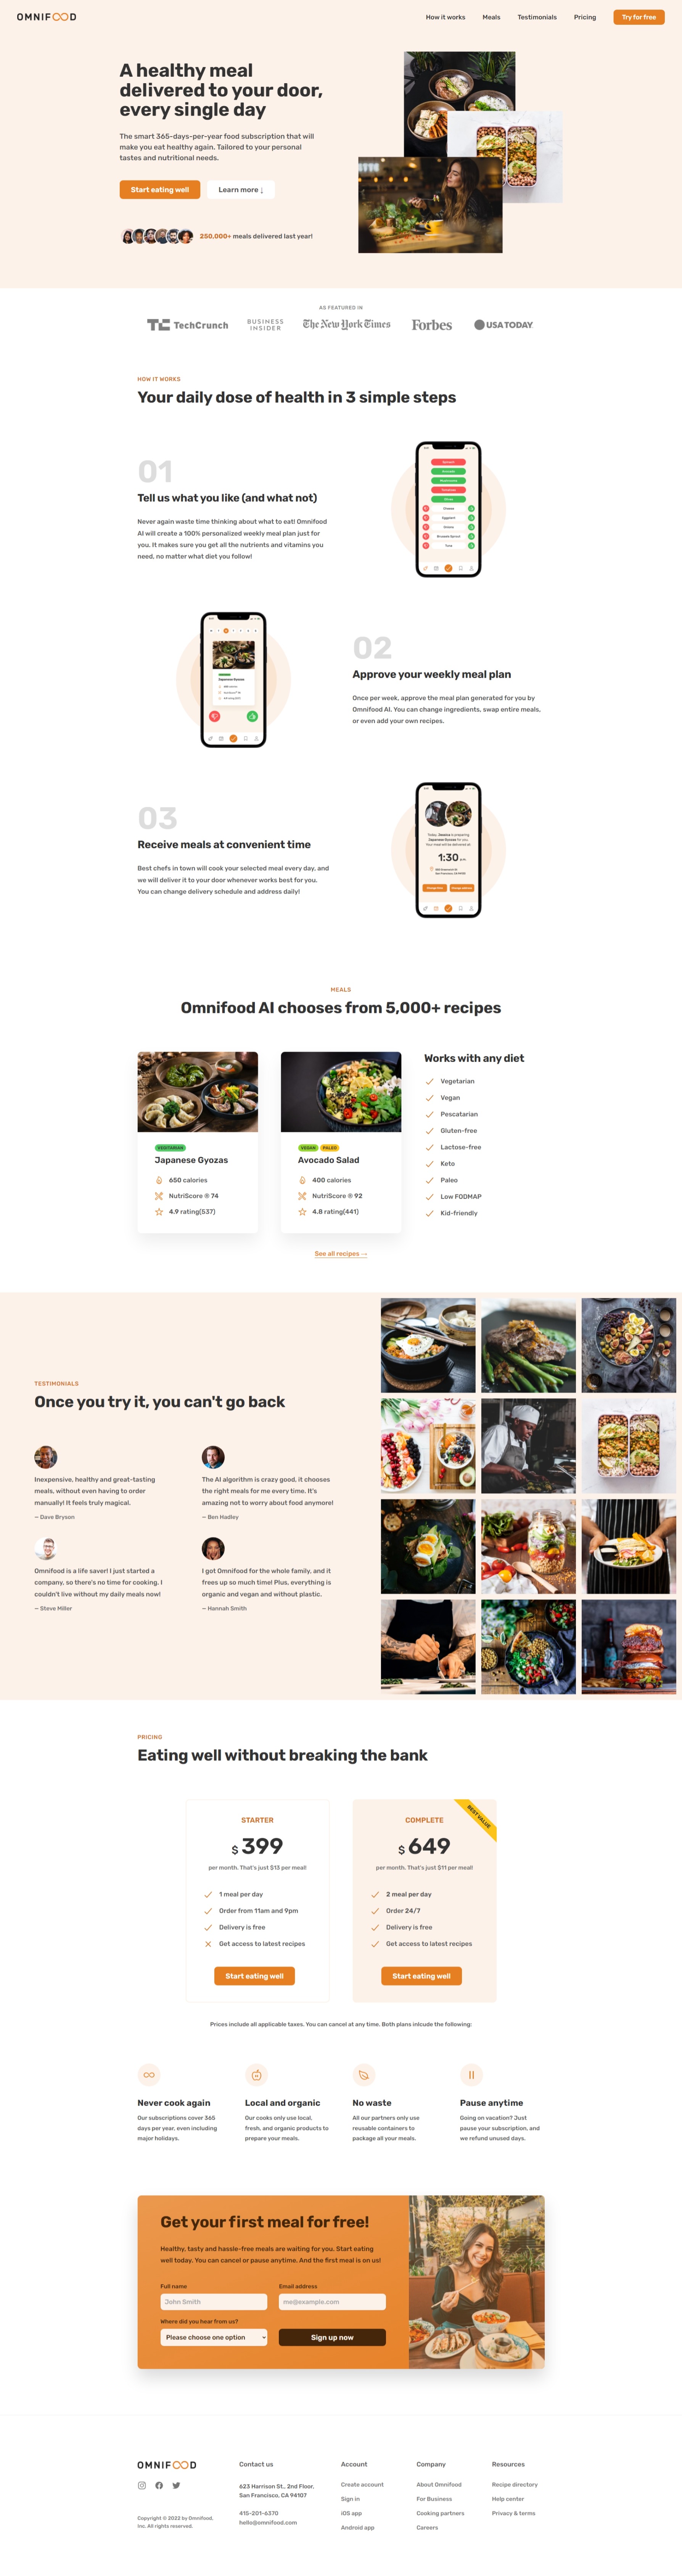 OMNIFOOD
How it works
Meals
Testimonials
Pricing
Try for free
A healthy meal
delivered to your door,
every single day
The smart 365-days-per-year food subscription that will
make you eat healthy again. Tailored to your personal
tastes and nutritional needs.
Start eating well
Learn more ↓
250,000+ meals delivered last year!
AS FEATURED IN
TechCrunch
BUSINESS
INSIDER
The New York Times
Forbes
USA TODAY
HOW IT WORKS
Your daily dose of health in 3 simple steps
01
Tell us what you like (and what not)
Never again waste time thinking about what to eat! Omnifood
AI will create a 100% personalized weekly meal plan just for
you. It makes sure you get all the nutrients and vitamins you
need, no matter what diet you follow!
02
Approve your weekly meal plan
Once per week, approve the meal plan generated for you by
Omnifood AI. You can change ingredients, swap entire meals,
or even add your own recipes.
03
Receive meals at convenient time
Best chefs in town will cook your selected meal every day, and
we will deliver it to your door whenever works best for you.
You can change delivery schedule and address daily!
1:30
MEALS
Omnifood AI chooses from 5,000+ recipes
VEGETARIAN
Japanese Gyozas
650 calories
NutriScore ® 74
4.9 rating(537)
VEGAN
PALEO
Avocado Salad
400 calories
NutriScore ® 92
4.8 rating(441)
Works with any diet
Vegetarian
Vegan
Pescatarian
Gluten-free
Lactose-free
Keto
Paleo
Low FODMAP
Kid-friendly
See all recipes →
TESTIMONIALS
Once you try it, you can't go back
Inexpensive, healthy and great-tasting
meals, without even having to order
manually! It feels truly magical.
— Dave Bryson
The AI algorithm is crazy good, it chooses
the right meals for me every time. It's
amazing not to worry about food anymore!
— Ben Hadley
Omnifood is a life saver! I just started a
company, so there's no time for cooking. I
couldn't live without my daily meals now!
— Steve Miller
I got Omnifood for the whole family, and it
frees up so much time! Plus, everything is
organic and vegan and without plastic.
— Hannah Smith
PRICING
Eating well without breaking the bank
STARTER
$ 399
per month. That's just $13 per meal!
1 meal per day
Order from 11am and 9pm
Delivery is free
Get access to latest recipes
Start eating well
BEST VALUE
COMPLETE
$ 649
per month. That's just $11 per meal!
2 meal per day
Order 24/7
Delivery is free
Get access to latest recipes
Start eating well
Prices include all applicable taxes. You can cancel at any time. Both plans inlcude the following:
Never cook again
Our subscriptions cover 365
days per year, even including
major holidays.
Local and organic
Our cooks only use local,
fresh, and organic products to
prepare your meals.
No waste
All our partners only use
reusable containers to
package all your meals.
Pause anytime
Going on vacation? Just
pause your subscription, and
we refund unused days.
Get your first meal for free!
Healthy, tasty and hassle-free meals are waiting for you. Start eating
well today. You can cancel or pause anytime. And the first meal is on us!
Full name
Email address
John Smith
me@example.com
Where did you hear from us?
Please choose one option
Sign up now
OMNIFOOD
Copyright © 2022 by Omnifood,
Inc. All rights reserved.
Contact us
623 Harrison St., 2nd Floor,
San Francisco, CA 94107
415-201-6370
hello@omnifood.com
Account
Create account
Sign in
iOS app
Android app
Company
About Omnifood
For Business
Cooking partners
Careers
Resources
Recipe directory
Help center
Privacy & terms